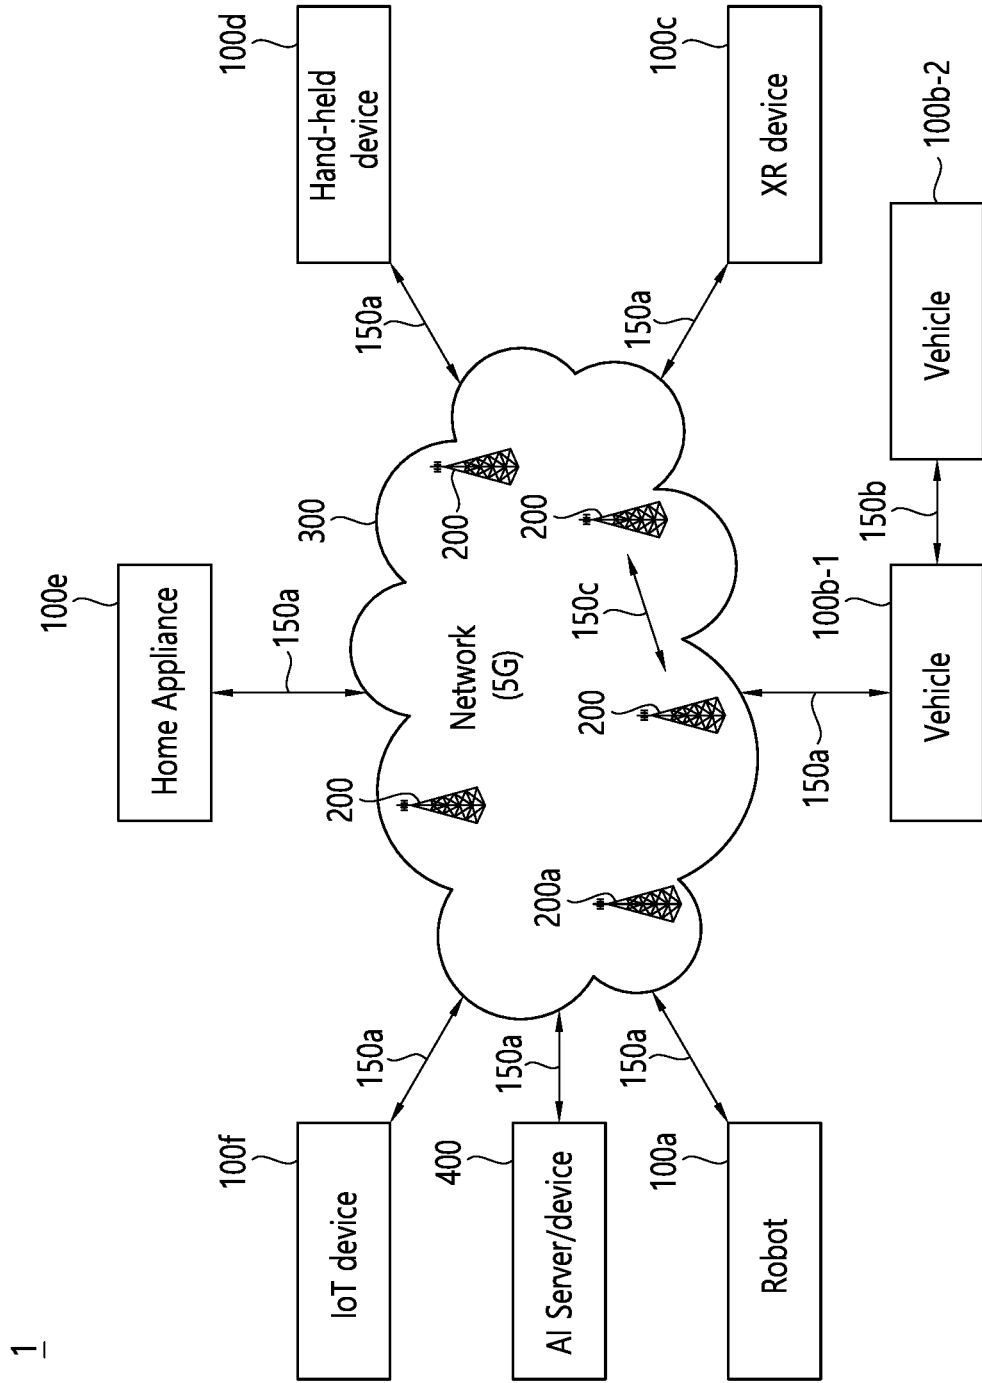 1
Home Appliance
100e
150a
IoT device
100f
150a
Hand-held
device
100d
150a
300
200
200
Network
(5G)
AI Server/device
400
150a
200a
200
200
150c
Robot
100a
150a
XR device
100c
150a
150a
Vehicle
100b-1
150b
Vehicle
100b-2